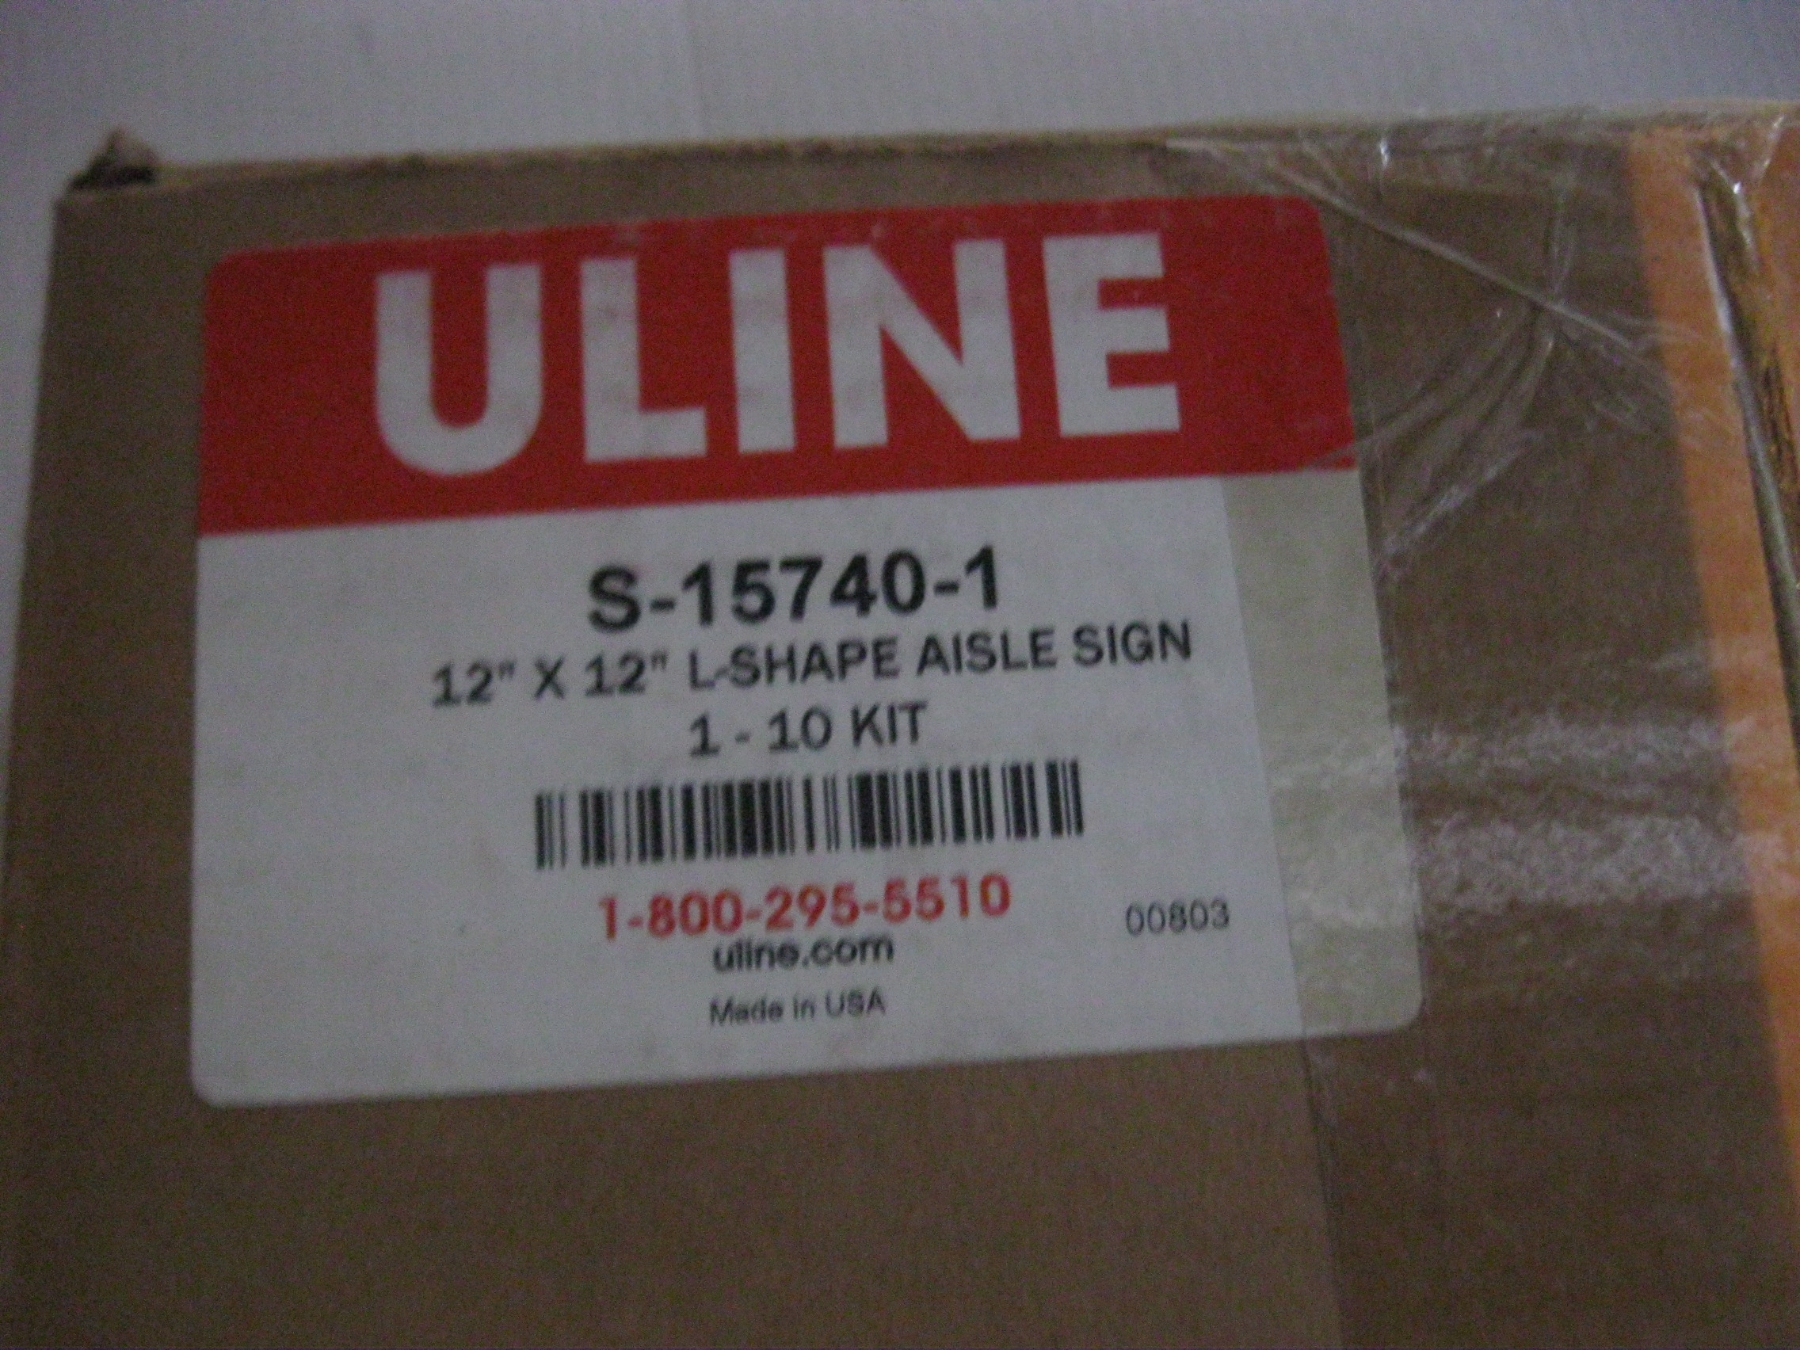 ULINE
S-15740-1
12" X 12" L-SHAPE AISLE SIGN
1 - 10 KIT
1-800-295-5510
00803
uline.com
Made in USA